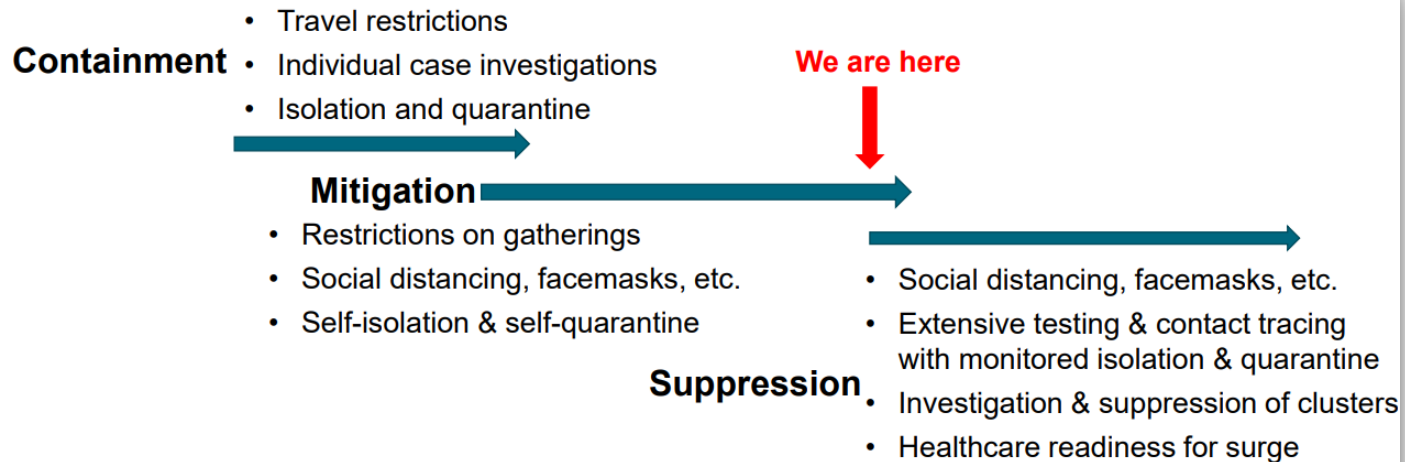 • Travel restrictions
Containment
• Individual case investigations
• Isolation and quarantine
We are here
Mitigation
• Restrictions on gatherings
• Social distancing, facemasks, etc.
• Self-isolation & self-quarantine
Suppression
• Social distancing, facemasks, etc.
• Extensive testing & contact tracing
with monitored isolation & quarantine
• Investigation & suppression of clusters
• Healthcare readiness for surge